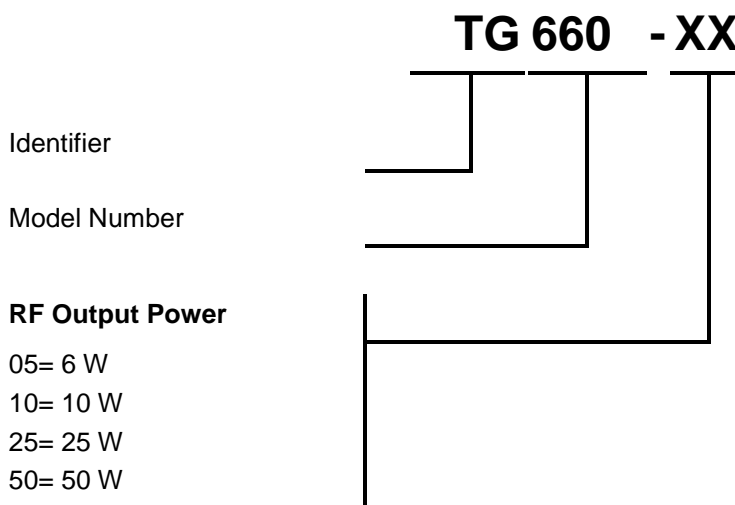 TG 660 - XX
Identifier
Model Number
RF Output Power
05= 6 W
10= 10 W
25= 25 W
50= 50 W